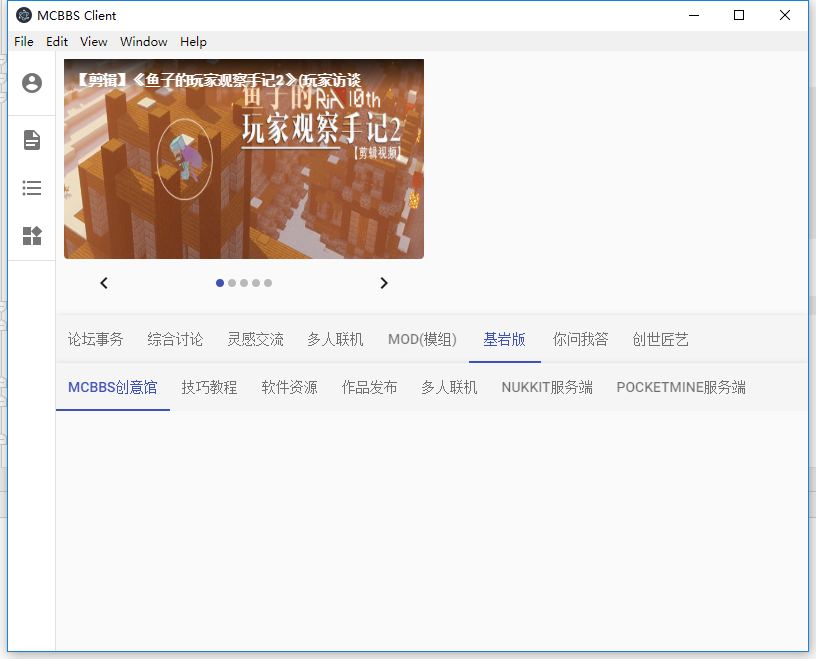 MCBBS Client
File Edit View Window Help
【剪辑】《鱼子的玩家观察手记2》(玩家访谈
鱼子的RIA 10th
玩家观察手记2
【剪辑视频】
论坛事务 综合讨论 灵感交流 多人联机 MOD(模组) 基岩版 你问我答 创世匠艺
MCBBS创意馆 技巧教程 软件资源 作品发布 多人联机 NUKKIT服务端 POCKETMINE服务端